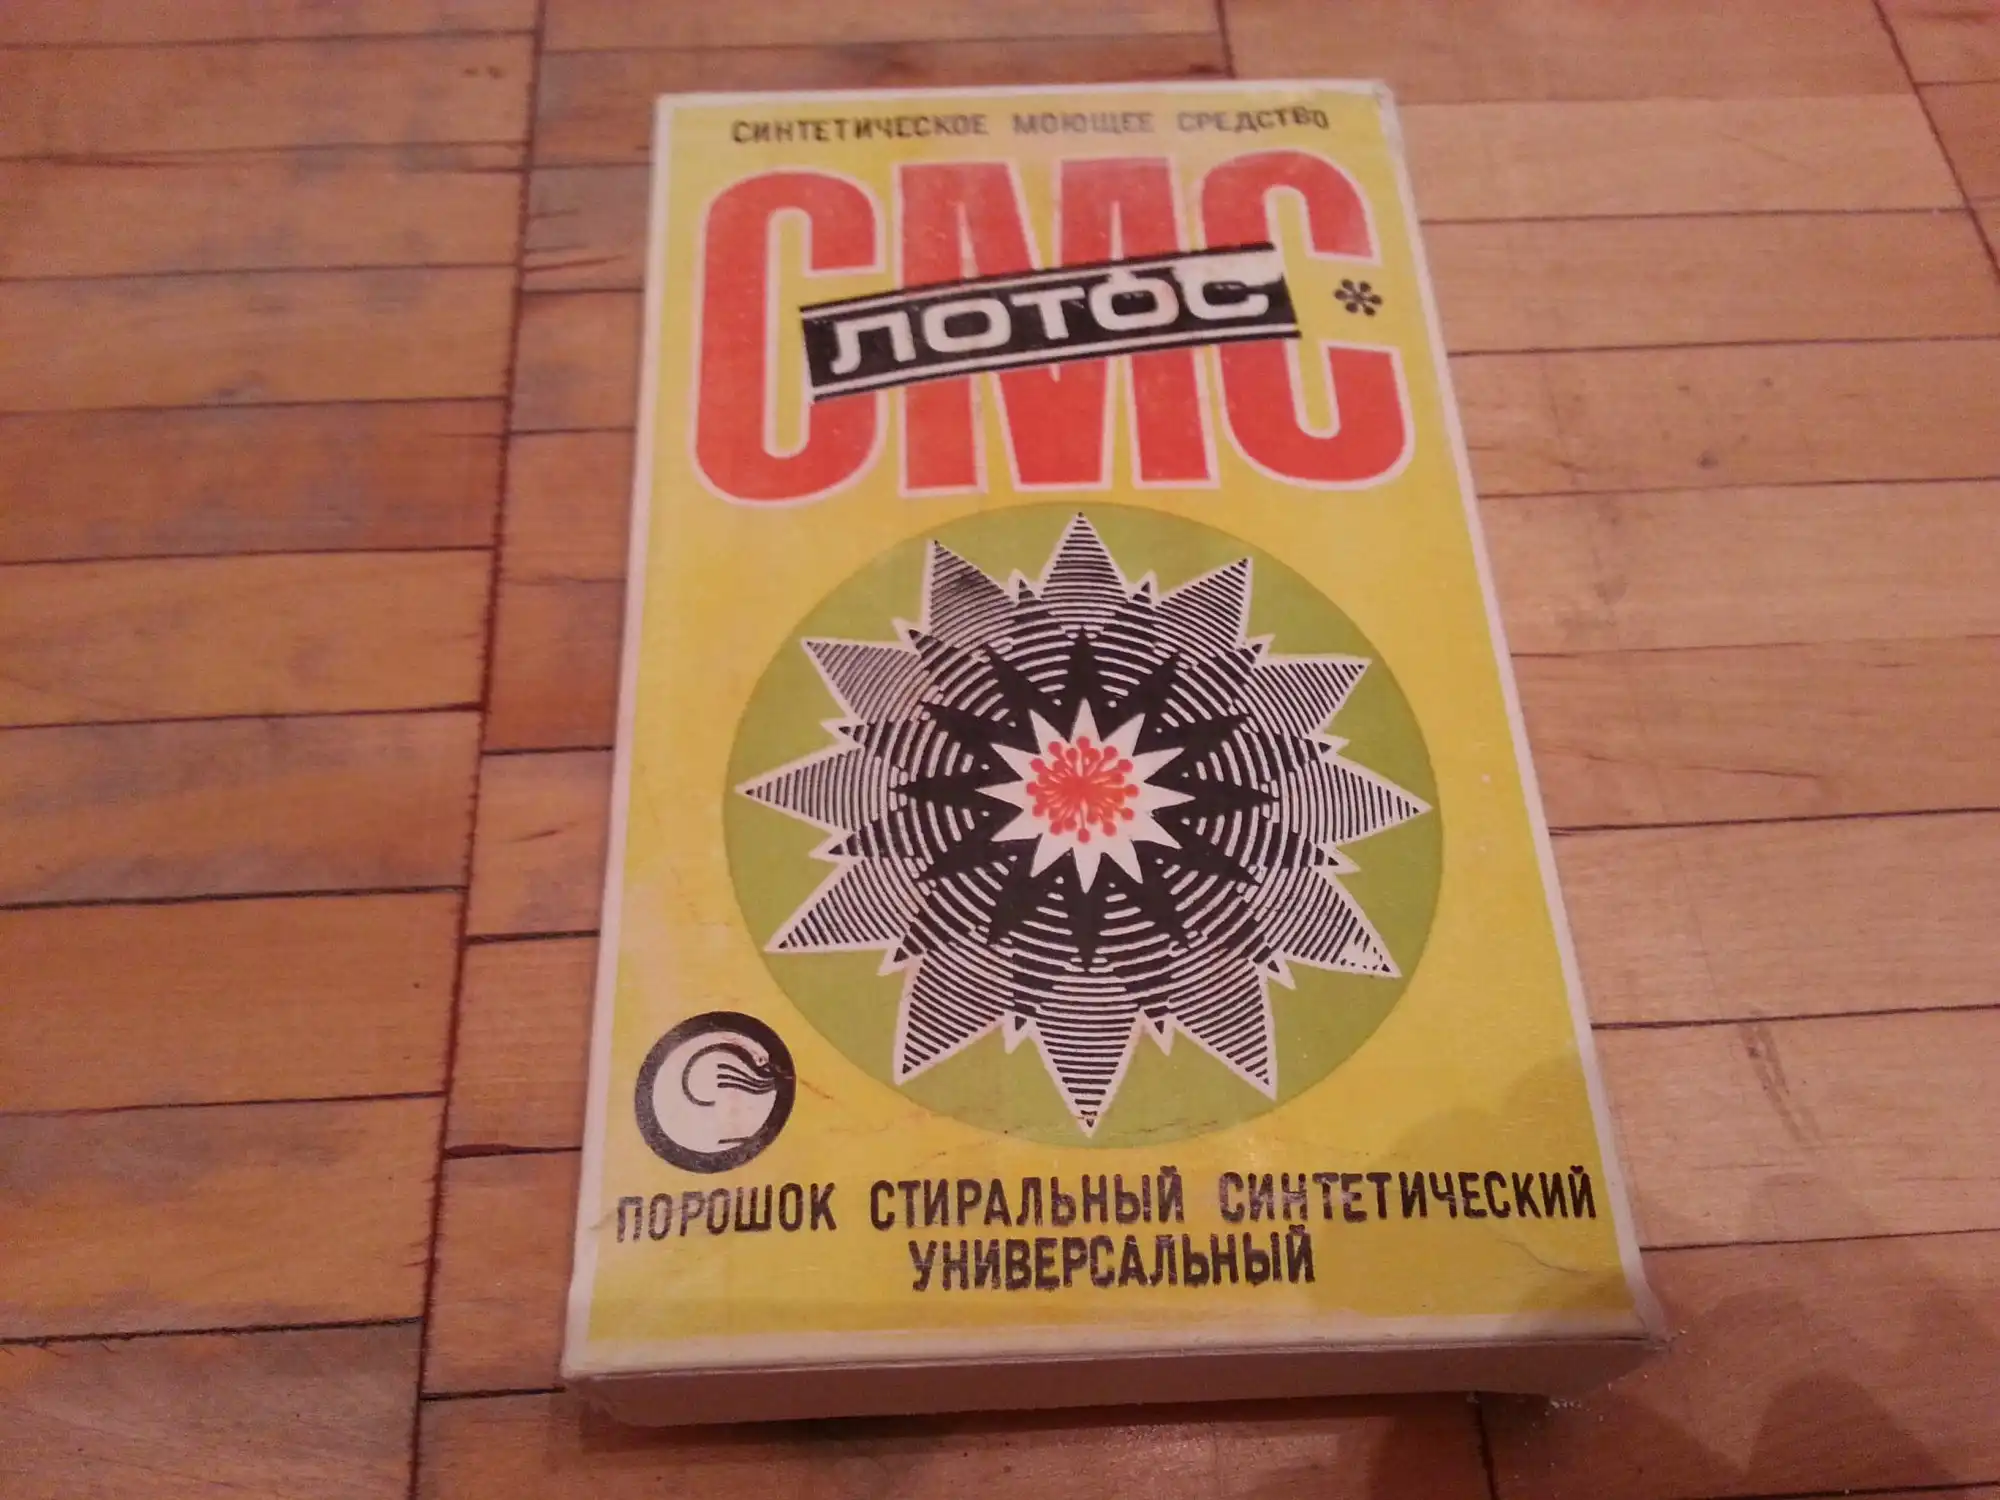 СИНТЕТИЧЕСКОЕ МОЮЩЕЕ СРЕДСТВО
СМС
ЛОТОС
ПОРОШОК СТИРАЛЬНЫЙ СИНТЕТИЧЕСКИЙ
УНИВЕРСАЛЬНЫЙ